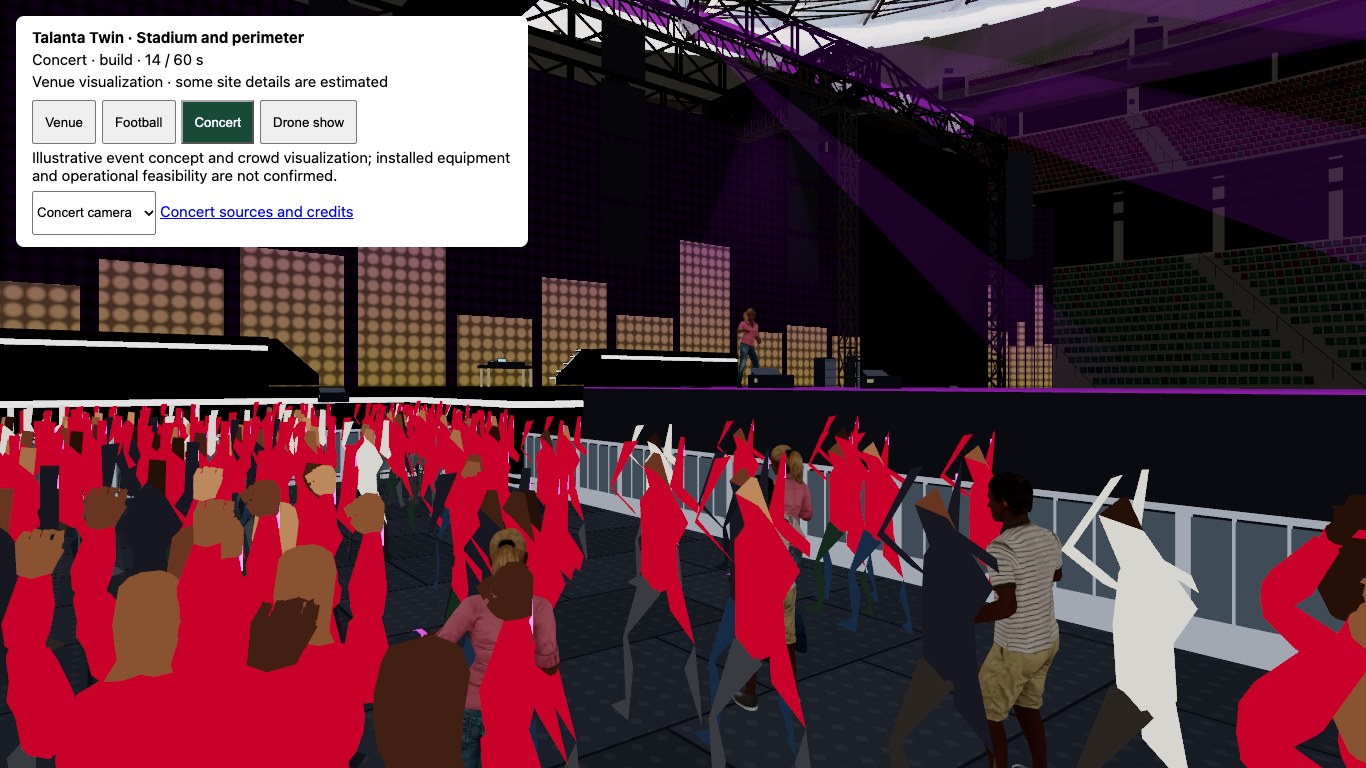 Talanta Twin · Stadium and perimeter
Concert · build · 14 / 60 s
Venue visualization · some site details are estimated
Venue Football Concert Drone show
Illustrative event concept and crowd visualization; installed equipment
and operational feasibility are not confirmed.
Concert camera Concert sources and credits